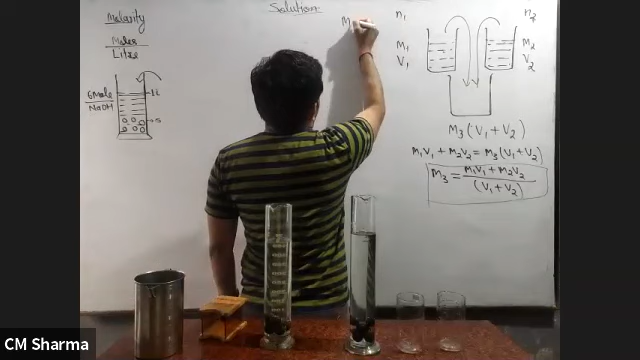 Solution
Molarity
Moles
Litre
6Mole
NaOH
1L
S
M
n1
M1
V1
n2
M2
V2
M3 (V1 + V2)
M1V1 + M2V2 = M3(V1+V2)
M3 = M1V1 + M2V2
(V1 + V2)
CM Sharma